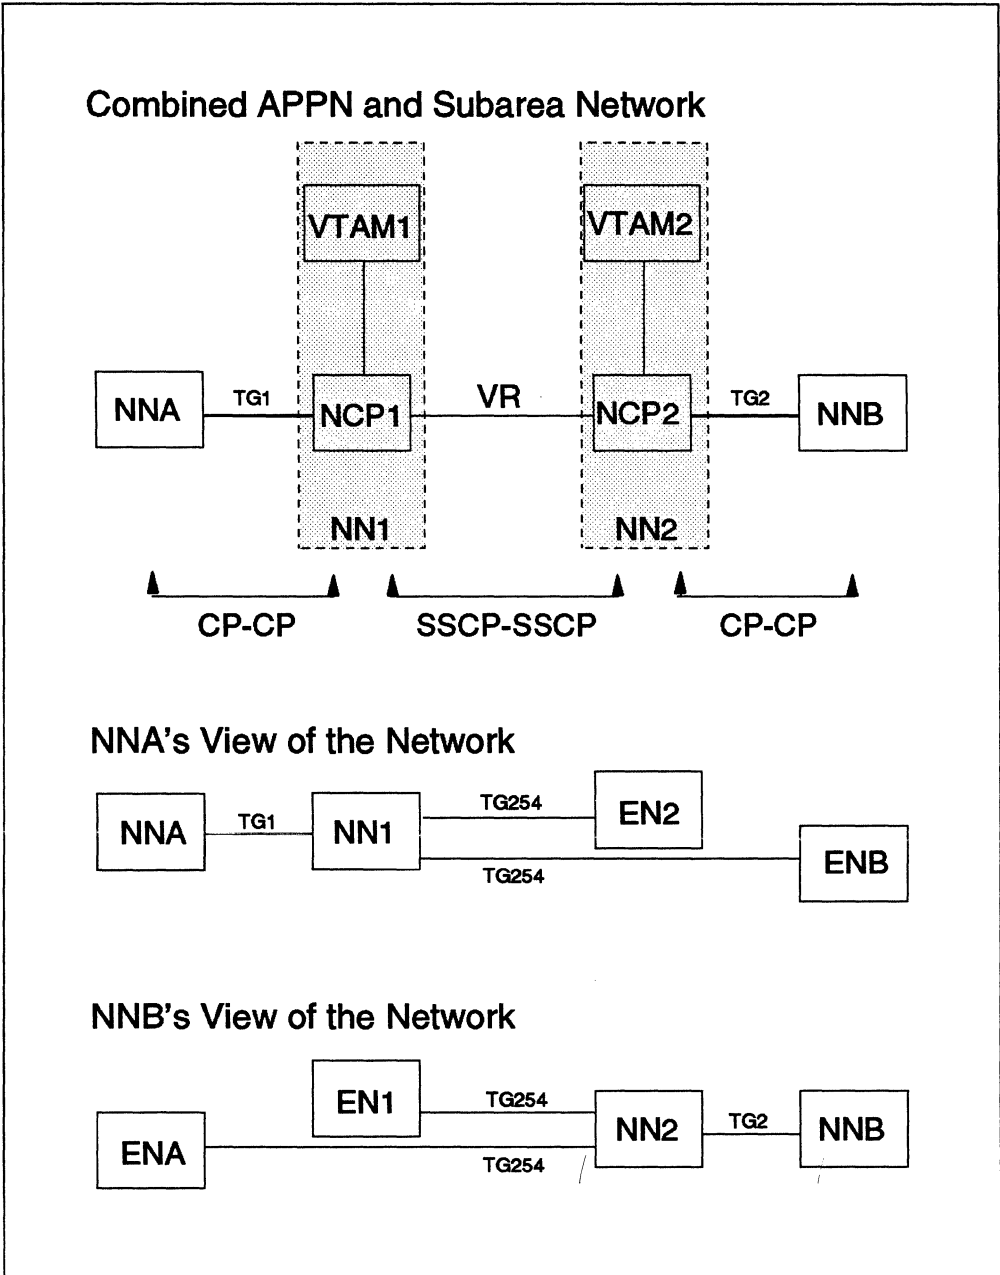 Combined APPN and Subarea Network
VTAM1
VTAM2
NNA
TG1
NCP1
VR
NCP2
TG2
NNB
NN1
NN2
CP-CP
SSCP-SSCP
CP-CP
NNA's View of the Network
NNA
TG1
NN1
TG254
EN2
TG254
ENB
NNB's View of the Network
EN1
TG254
NN2
TG2
NNB
ENA
TG254